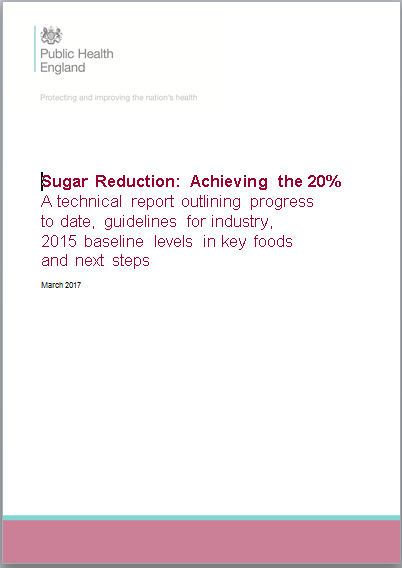 Public Health
England
Protecting and improving the nation's health
Sugar Reduction: Achieving the 20%
A technical report outlining progress
to date, guidelines for industry,
2015 baseline levels in key foods
and next steps
March 2017